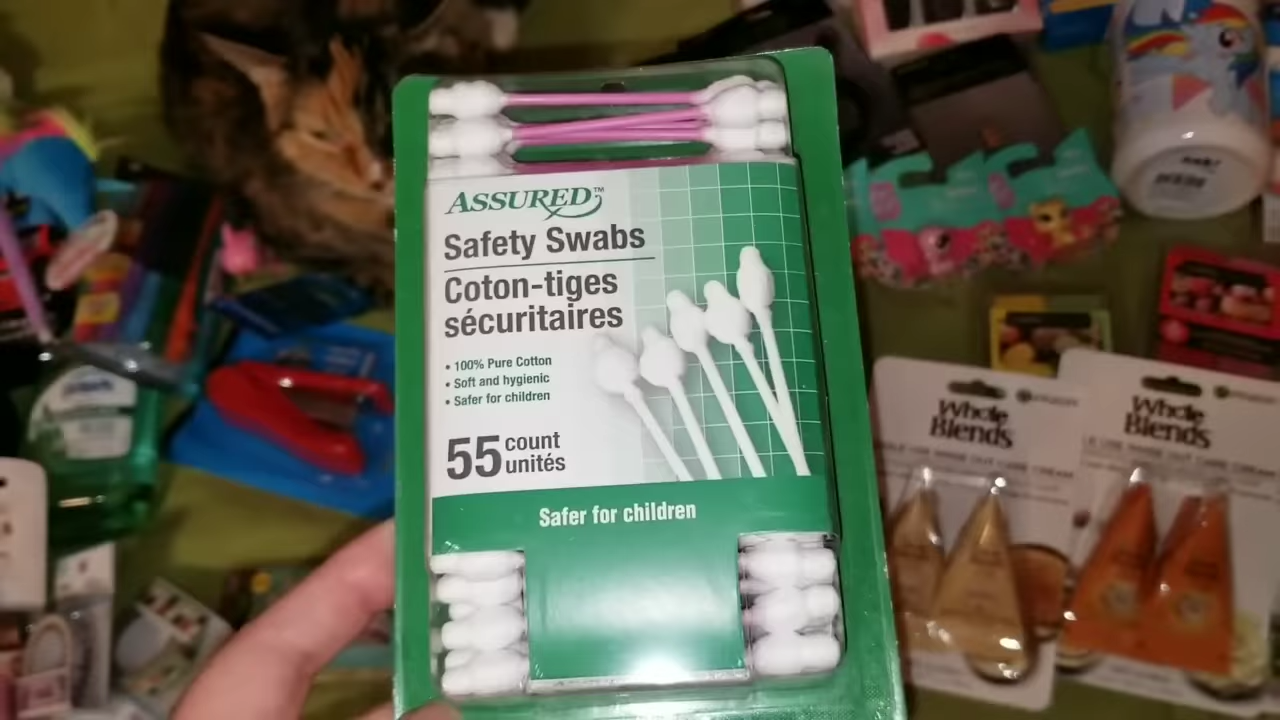 ASSURED™
Safety Swabs
Coton-tiges
sécuritaires
• 100% Pure Cotton
• Soft and hygienic
• Safer for children
55 count
unités
Safer for children
Whole
Blends
Whole
Blends